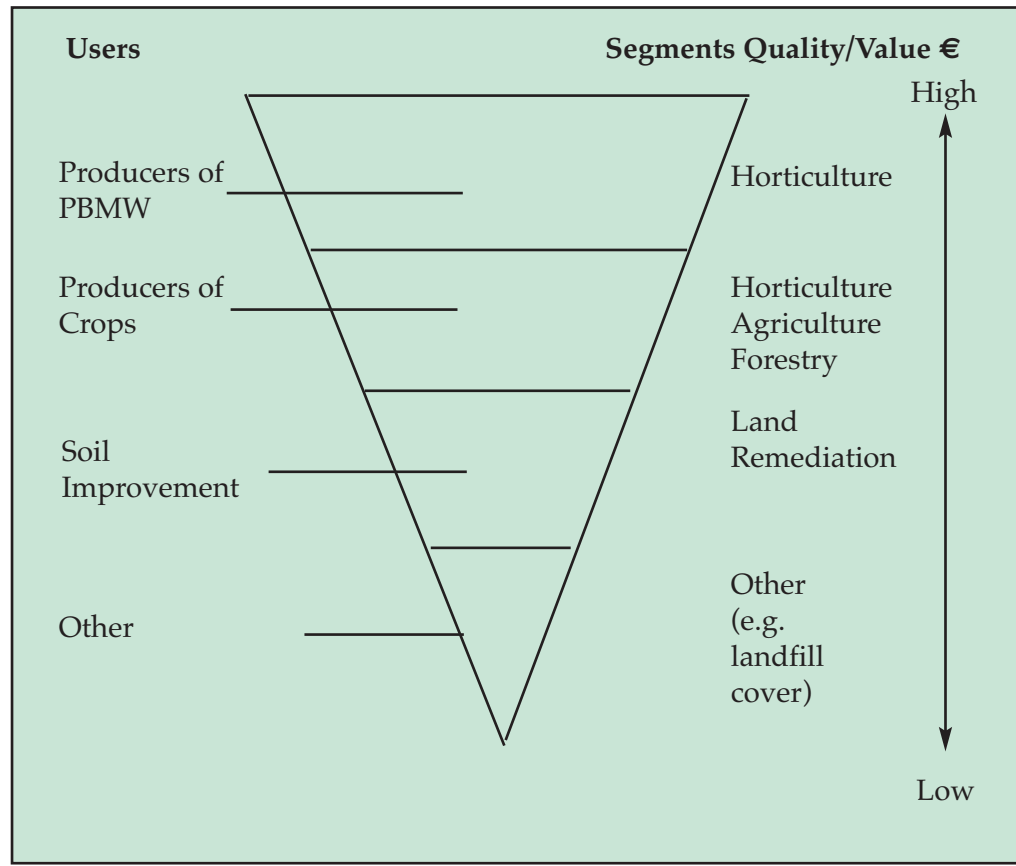 Users
Segments Quality/Value €
High
Producers of
PBMW
Horticulture
Producers of
Crops
Horticulture
Agriculture
Forestry
Soil
Improvement
Land
Remediation
Other
Other
(e.g.
landfill
cover)
Low